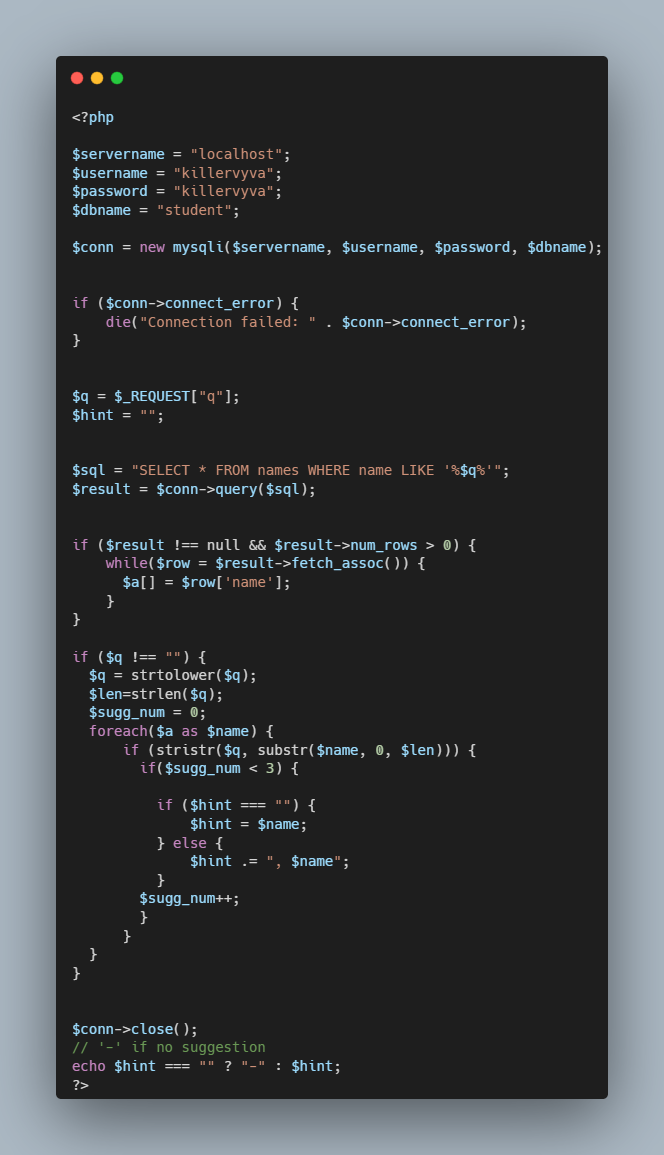 <?php
$servername = "localhost";
$username = "killervyva";
$password = "killervyva";
$dbname = "student";
$conn = new mysqli($servername, $username, $password, $dbname);
if ($conn->connect_error) {
    die("Connection failed: " . $conn->connect_error);
}
$q = $_REQUEST["q"];
$hint = "";
$sql = "SELECT * FROM names WHERE name LIKE '%$q%'";
$result = $conn->query($sql);
if ($result !== null && $result->num_rows > 0) {
    while($row = $result->fetch_assoc()) {
      $a[] = $row['name'];
    }
}
if ($q !== "") {
  $q = strtolower($q);
  $len=strlen($q);
  $sugg_num = 0;
  foreach($a as $name) {
      if (stristr($q, substr($name, 0, $len))) {
        if($sugg_num < 3) {
          if ($hint === "") {
              $hint = $name;
          } else {
              $hint .= ", $name";
          }
        $sugg_num++;
        }
      }
  }
}
$conn->close();
// '-' if no suggestion
echo $hint === "" ? "-" : $hint;
?>